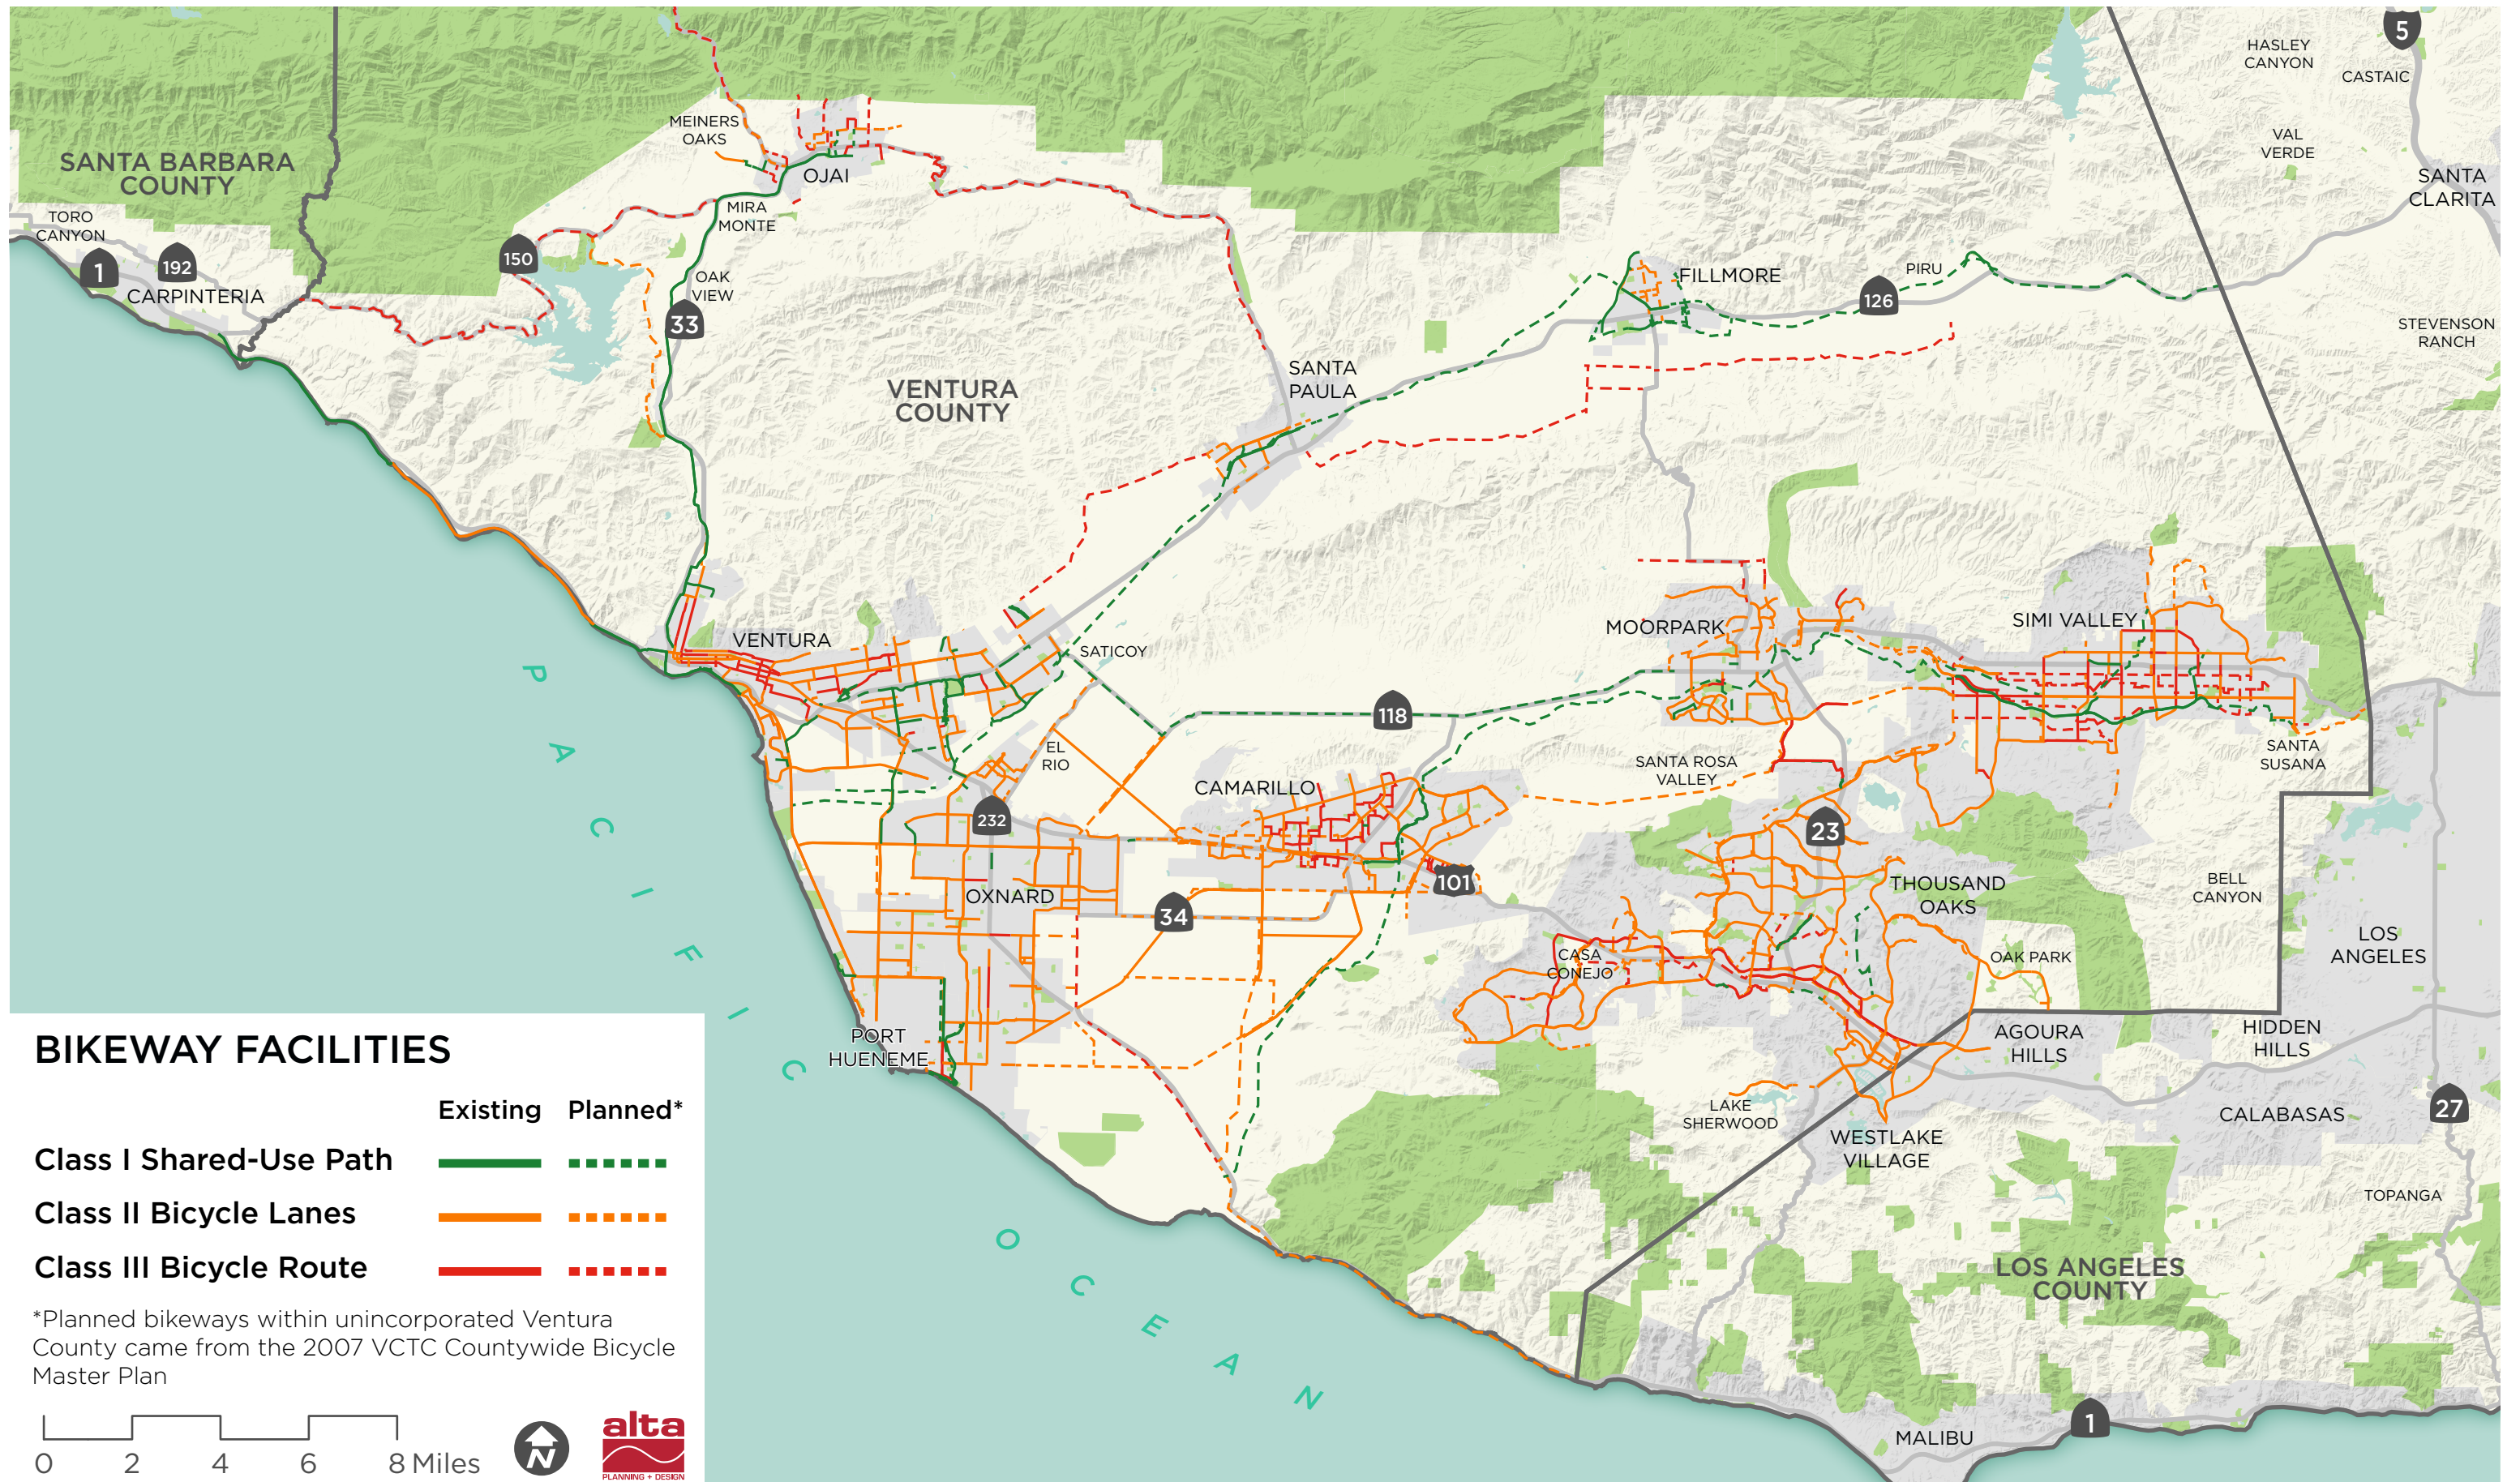 5
HASLEY
CANYON
CASTAIC
MEINERS
OAKS
VAL
VERDE
SANTA BARBARA
COUNTY
OJAI
SANTA
CLARITA
TORO
CANYON
MIRA
MONTE
1
192
150
CARPINTERIA
OAK
VIEW
33
FILLMORE
PIRU
126
STEVENSON
RANCH
SANTA
PAULA
VENTURA
COUNTY
MOORPARK
SIMI VALLEY
VENTURA
SATICOY
118
EL
RIO
SANTA ROSA
VALLEY
SANTA
SUSANA
CAMARILLO
232
23
101
THOUSAND
OAKS
BELL
CANYON
OXNARD
34
LOS
ANGELES
CASA
CONEJO
OAK PARK
PORT
HUENEME
AGOURA
HILLS
HIDDEN
HILLS
LAKE
SHERWOOD
WESTLAKE
VILLAGE
CALABASAS
27
TOPANGA
LOS ANGELES
COUNTY
MALIBU
1
PACIFIC OCEAN
BIKEWAY FACILITIES
Existing Planned*
Class I Shared-Use Path
Class II Bicycle Lanes
Class III Bicycle Route
*Planned bikeways within unincorporated Ventura
County came from the 2007 VCTC Countywide Bicycle
Master Plan
0 2 4 6 8 Miles
N
alta
PLANNING + DESIGN